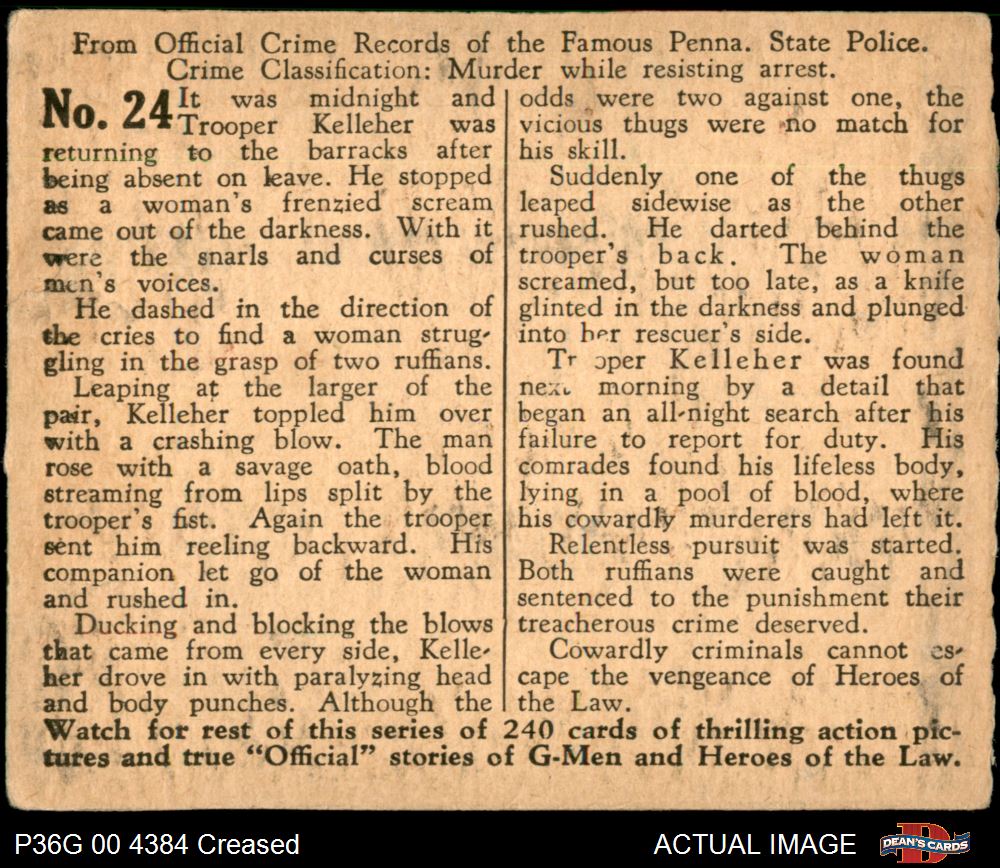 From Official Crime Records of the Famous Penna. State Police.
Crime Classification: Murder while resisting arrest.
No. 24 It was midnight and
Trooper Kelleher was
returning to the barracks after
being absent on leave. He stopped
as a woman's frenzied scream
came out of the darkness. With it
were the snarls and curses of
men's voices.
He dashed in the direction of
the cries to find a woman strug-
gling in the grasp of two ruffians.
Leaping at the larger of the
pair, Kelleher toppled him over
with a crashing blow. The man
rose with a savage oath, blood
streaming from lips split by the
trooper's fist. Again the trooper
sent him reeling backward. His
companion let go of the woman
and rushed in.
Ducking and blocking the blows
that came from every side, Kelle-
her drove in with paralyzing head
and body punches. Although the
odds were two against one, the
vicious thugs were no match for
his skill.
Suddenly one of the thugs
leaped sidewise as the other
rushed. He darted behind the
trooper's back. The woman
screamed, but too late, as a knife
glinted in the darkness and plunged
into her rescuer's side.
Trooper Kelleher was found
next morning by a detail that
began an all-night search after his
failure to report for duty. His
comrades found his lifeless body,
lying in a pool of blood, where
his cowardly murderers had left it.
Relentless pursuit was started.
Both ruffians were caught and
sentenced to the punishment their
treacherous crime deserved.
Cowardly criminals cannot es-
cape the vengeance of Heroes of
the Law.
Watch for rest of this series of 240 cards of thrilling action pic-
tures and true "Official" stories of G-Men and Heroes of the Law.
P36G 00 4384 Creased
ACTUAL IMAGE
DEAN'S CARDS